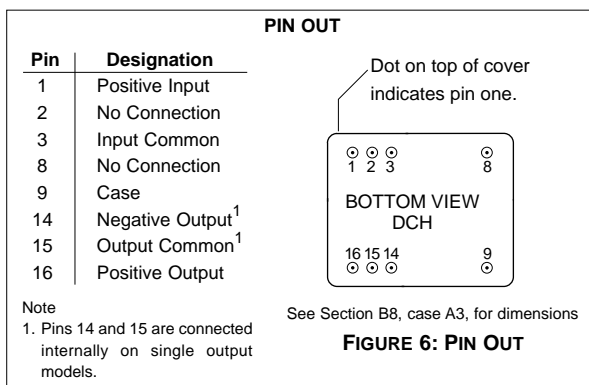 PIN OUT
Pin Designation
1 Positive Input
2 No Connection
3 Input Common
8 No Connection
9 Case
14 Negative Output1
15 Output Common1
16 Positive Output
Note
1. Pins 14 and 15 are connected
internally on single output
models.
Dot on top of cover
indicates pin one.
1 2 3 8
BOTTOM VIEW
DCH
16 15 14 9
See Section B8, case A3, for dimensions
FIGURE 6: PIN OUT